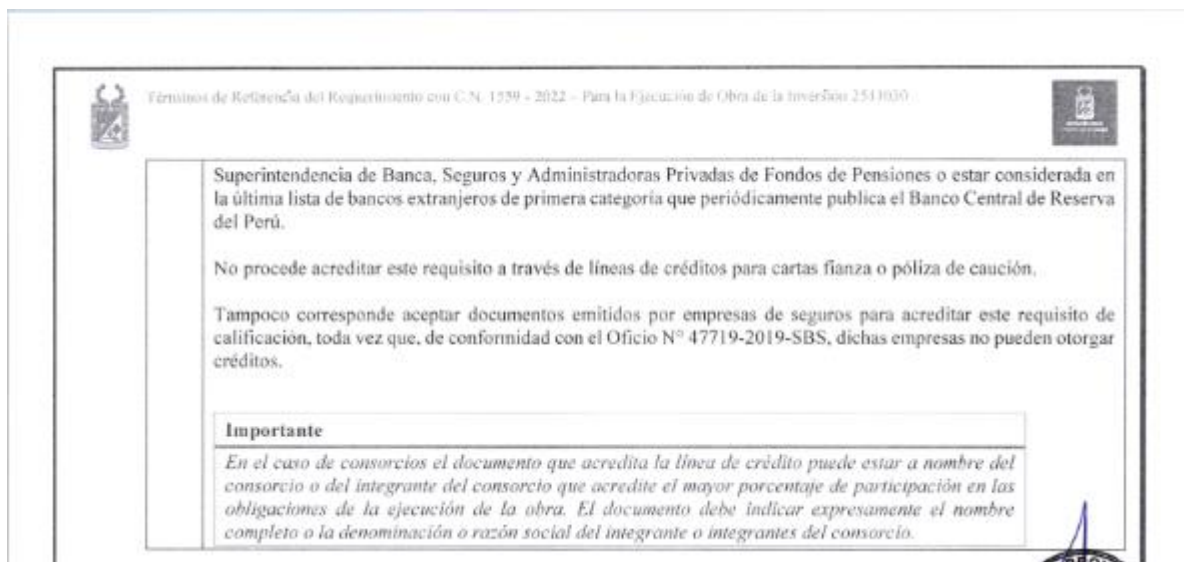 Términos de Referencia del Requerimiento con C.N. 1559 - 2022 – Para la Ejecución de Obra de la Inversión
Superintendencia de Banca, Seguros y Administradoras Privadas de Fondos de Pensiones o estar considerada en
la última lista de bancos extranjeros de primera categoría que periódicamente publica el Banco Central de Reserva
del Perú.
No procede acreditar este requisito a través de líneas de créditos para cartas fianza o póliza de caución.
Tampoco corresponde aceptar documentos emitidos por empresas de seguros para acreditar este requisito de
calificación, toda vez que, de conformidad con el Oficio N° 47719-2019-SBS, dichas empresas no pueden otorgar
créditos.
Importante
En el caso de consorcios el documento que acredita la línea de crédito puede estar a nombre del
consorcio o del integrante del consorcio que acredite el mayor porcentaje de participación en las
obligaciones de la ejecución de la obra. El documento debe indicar expresamente el nombre
completo o la denominación o razón social del integrante o integrantes del consorcio.